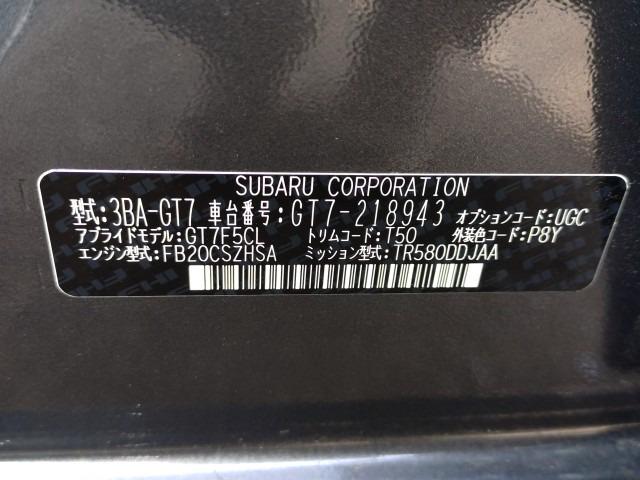 SUBARU CORPORATION
型式:3BA-GT7 車台番号:GT7-218943 オプションコード:UGC
アプライドモデル:GT7F5CL トリムコード:T50 外装色コード:P8Y
エンジン型式:FB20CSZHSA ミッション型式:TR580DDJAA